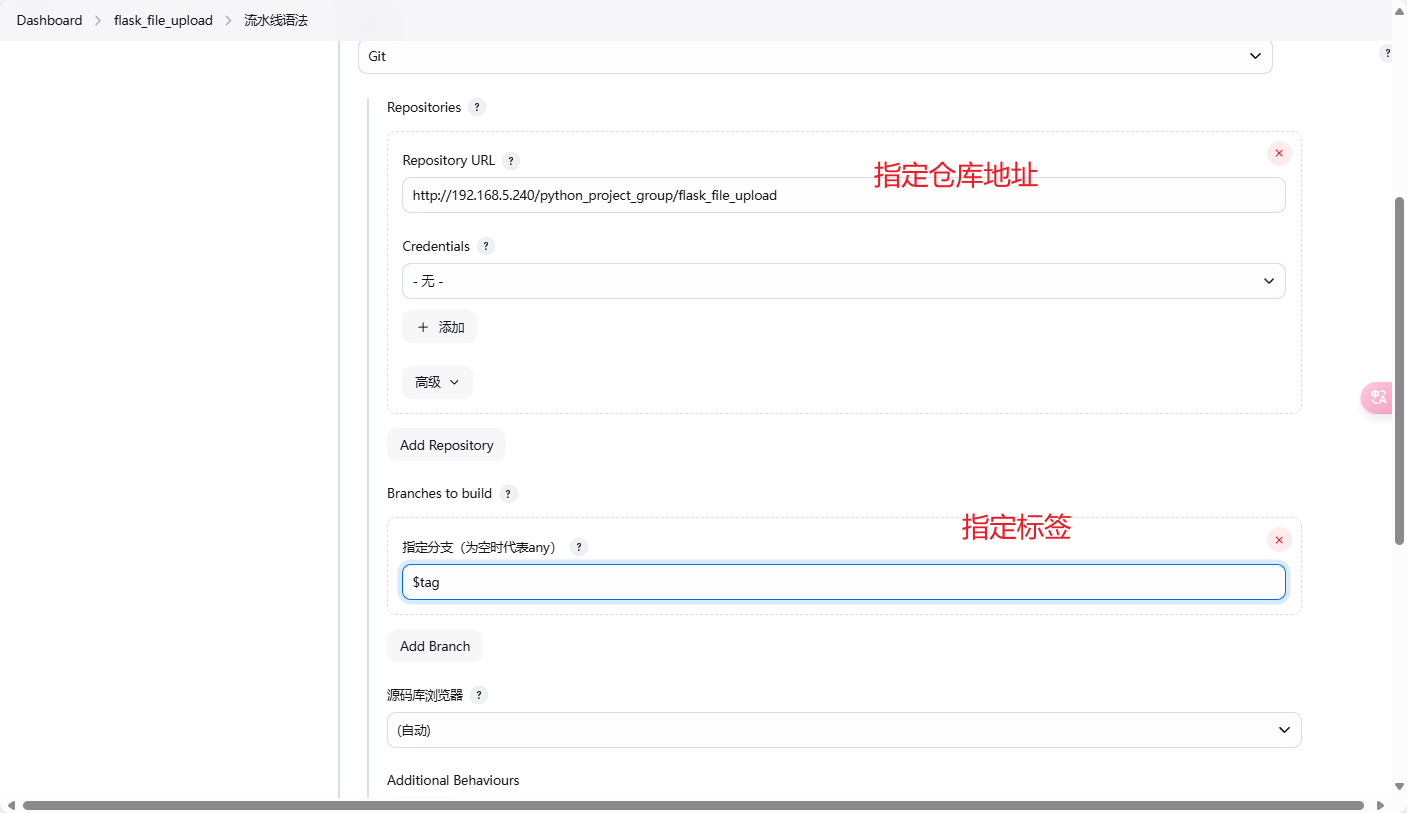 Dashboard > flask_file_upload > 流水线语法
Git
?
Repositories ?
Repository URL ?
指定仓库地址
http://192.168.5.240/python_project_group/flask_file_upload
Credentials ?
- 无 -
+ 添加
高级
Add Repository
Branches to build ?
指定标签
指定分支（为空时代表any） ?
$tag
Add Branch
源码库浏览器 ?
(自动)
Additional Behaviours
中A